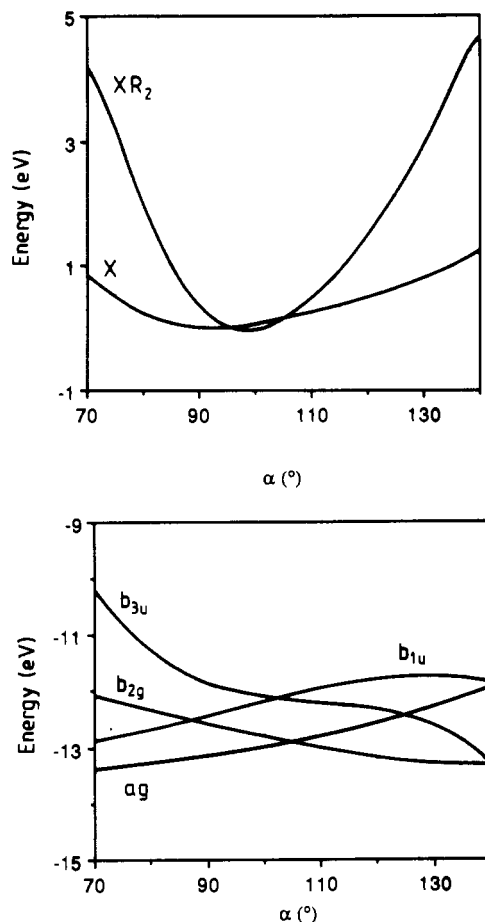 5
XR₂
3
Energy (eV)
X
1
-1
70
90
110
130
α (°)
-9
b₃ᵤ
-11
b₁ᵤ
b₂g
Energy (eV)
-13
ag
-15
70
90
110
130
α (°)